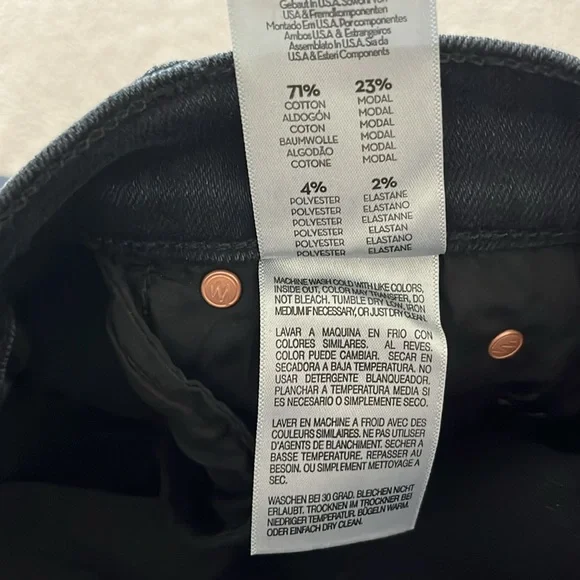 Gebaut In U.S.A. Sowohl Von
USA & Fremdkomponenten
Montado Em U.S.A. Por componentes
Ambos U.S.A & Estrangeiros
Assemblato In U.S.A. Sia da
U.S.A & Esteri Components
71% 23%
COTTON MODAL
ALDOGÓN MODAL
COTON MODAL
BAUMWOLLE MODAL
ALGODÃO MODAL
COTONE MODAL
4% 2%
POLYESTER ELASTANE
POLYESTER ELASTANO
POLYESTER ELASTANNE
POLYESTER ELASTAN
POLYESTER ELASTANO
POLYESTER ELASTANE
MACHINE WASH COLD WITH LIKE COLORS,
INSIDE OUT, COLOR MAY TRANSFER, DO
NOT BLEACH. TUMBLE DRY LOW, IRON
MEDIUM IF NECESSARY, OR JUST DRY CLEAN.
LAVAR A MAQUINA EN FRIO CON
COLORES SIMILARES. AL REVES.
COLOR PUEDE CAMBIAR. SECAR EN
SECADORA A BAJA TEMPERATURA. NO
USAR DETERGENTE BLANQUEADOR.
PLANCHAR A TEMPERATURA MEDIA SI
ES NECESARIO O SIMPLEMENTE SECO.
LAVER EN MACHINE A FROID AVEC DES
COULEURS SIMILAIRES. NE PAS UTILISER
D'AGENTS DE BLANCHIMENT. SECHER A
BASSE TEMPERATURE. REPASSER AU
BESOIN. OU SIMPLEMENT METTOYAGE A
SEC.
WASCHEN BEI 30 GRAD. BLEICHEN NICHT
ERLAUBT. TROCKNEN IM TROCKNER BEI
NIEDRIGER TEMPERATUR. BÜGELN WARM.
ODER EINFACH DRY CLEAN.
W